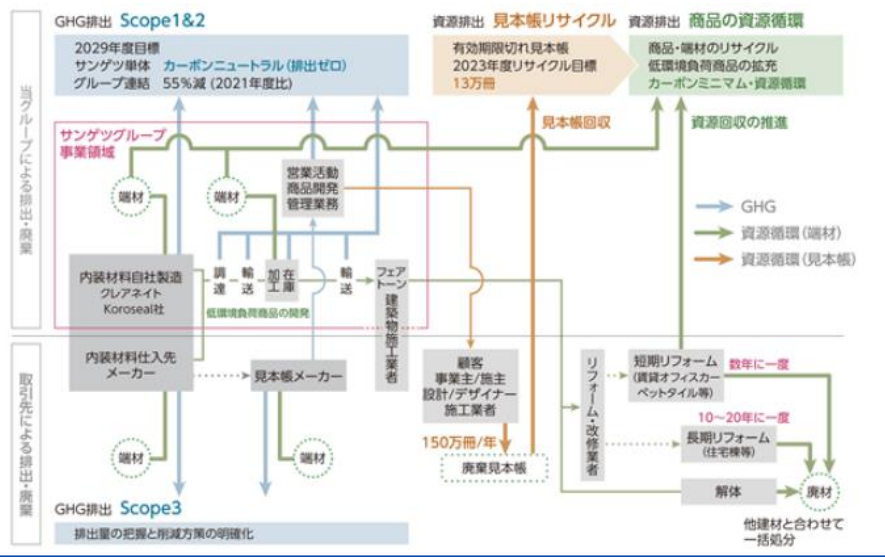 GHG排出 Scope1&2
2029年度目標
サンゲツ単体 カーボンニュートラル(排出ゼロ)
グループ連結 55%減(2021年度比)
資源排出 見本帳リサイクル
有効期限切れ見本帳
2023年度リサイクル目標
13万冊
資源排出 商品の資源循環
商品・端材のリサイクル
低環境負荷商品の拡充
カーボンミニマム・資源循環
当グループによる排出・廃棄
サンゲツグループ
事業領域
見本帳回収
資源回収の推進
端材
端材
営業活動
商品開発
管理業務
GHG
資源循環(端材)
資源循環(見本帳)
内装材料自社製造
クレアネイト
Koroseal社
調達
輸送
加工
在庫
輸送
フェアトーン
建築物施工業者
低環境負荷商品の開発
取引先による排出・廃棄
内装材料仕入先
メーカー
見本帳メーカー
顧客
事業主/施主
設計/デザイナー
施工業者
リフォーム・改修業者
短期リフォーム
(賃貸オフィスカー
ペットタイル等)
数年に一度
10〜20年に一度
長期リフォーム
(住宅棟等)
150万冊/年
廃棄見本帳
端材
端材
解体
廃材
他建材と合わせて
一括処分
GHG排出 Scope3
排出量の把握と削減方策の明確化